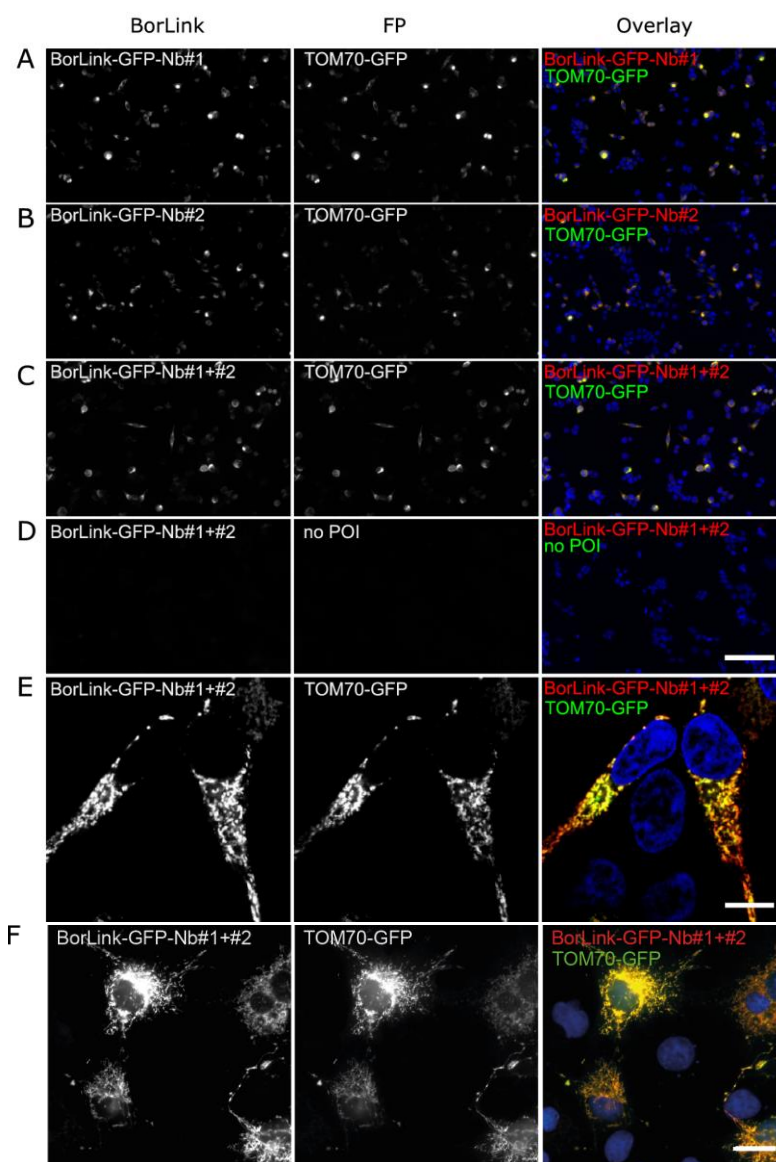 BorLink FP Overlay
A BorLink-GFP-Nb#1 TOM70-GFP BorLink-GFP-Nb#1
TOM70-GFP
B BorLink-GFP-Nb#2 TOM70-GFP BorLink-GFP-Nb#2
TOM70-GFP
C BorLink-GFP-Nb#1+#2 TOM70-GFP BorLink-GFP-Nb#1+#2
TOM70-GFP
D BorLink-GFP-Nb#1+#2 no POI BorLink-GFP-Nb#1+#2
no POI
E BorLink-GFP-Nb#1+#2 TOM70-GFP BorLink-GFP-Nb#1+#2
TOM70-GFP
F BorLink-GFP-Nb#1+#2 TOM70-GFP BorLink-GFP-Nb#1+#2
TOM70-GFP